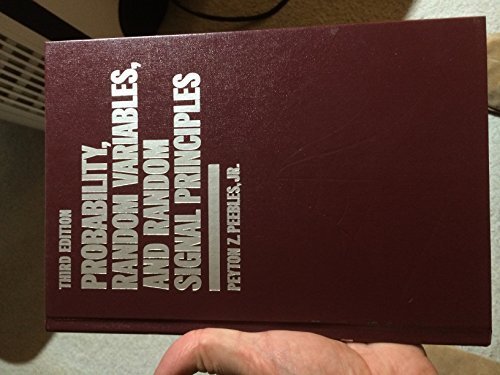 THIRD EDITION
PROBABILITY,
RANDOM VARIABLES,
AND RANDOM
SIGNAL PRINCIPLES
PEYTON Z. PEEBLES, JR.